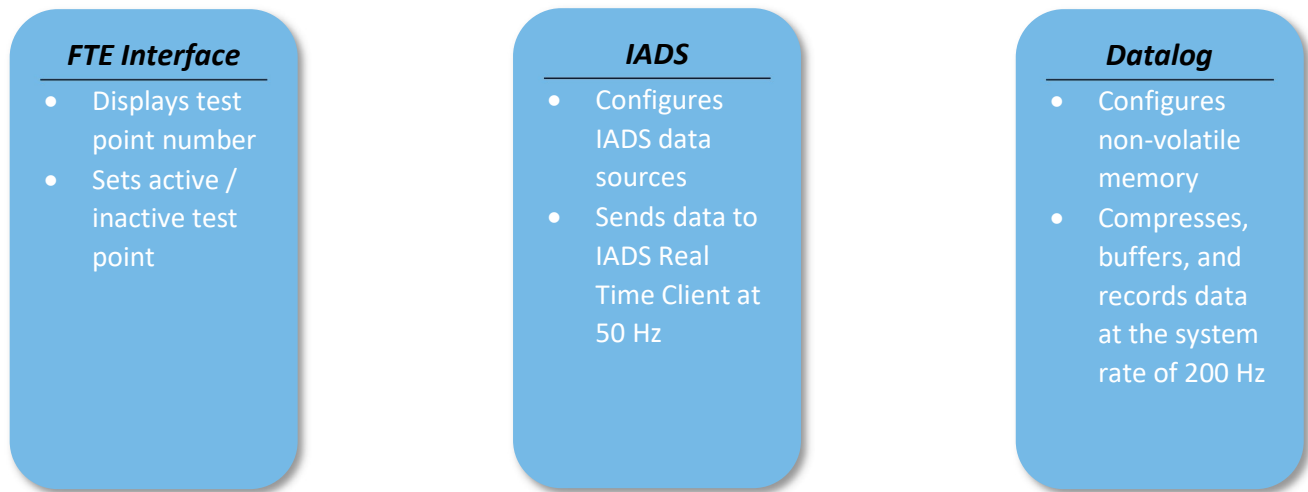 FTE Interface
• Displays test
point number
• Sets active /
inactive test
point
IADS
• Configures
IADS data
sources
• Sends data to
IADS Real
Time Client at
50 Hz
Datalog
• Configures
non-volatile
memory
• Compresses,
buffers, and
records data
at the system
rate of 200 Hz